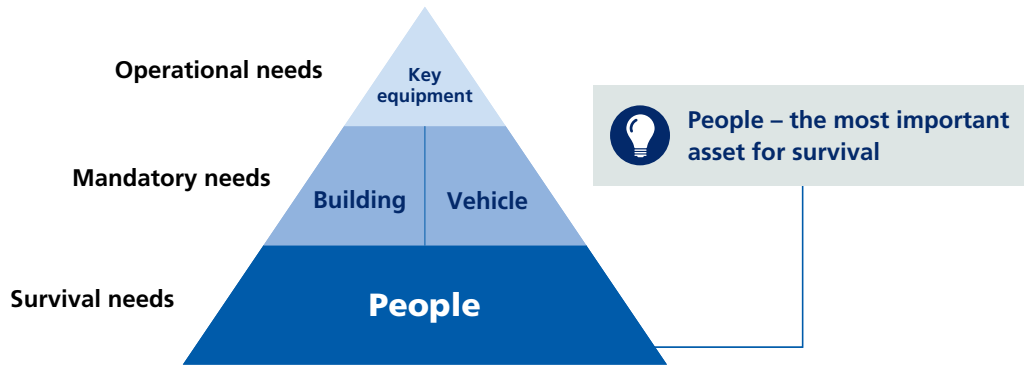 Operational needs
Key
equipment
People – the most important
asset for survival
Mandatory needs
Building
Vehicle
Survival needs
People